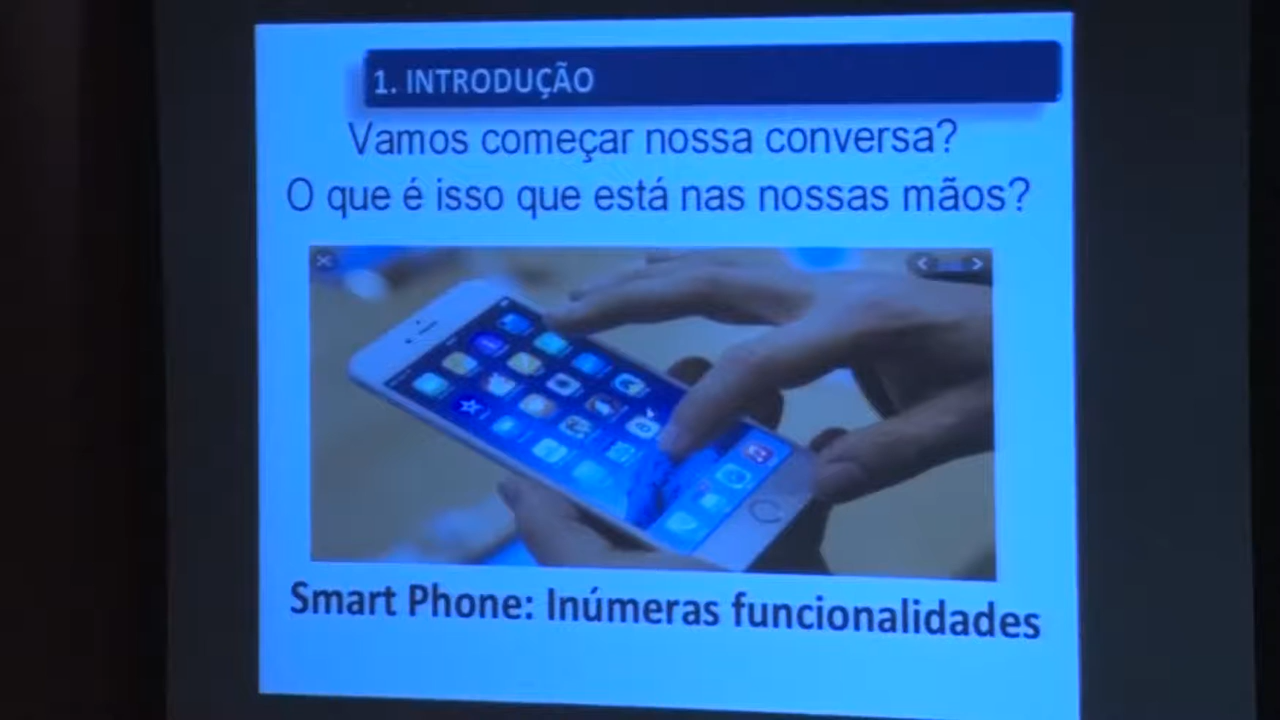 1. INTRODUÇÃO
Vamos começar nossa conversa?
O que é isso que está nas nossas mãos?
Smart Phone: Inúmeras funcionalidades